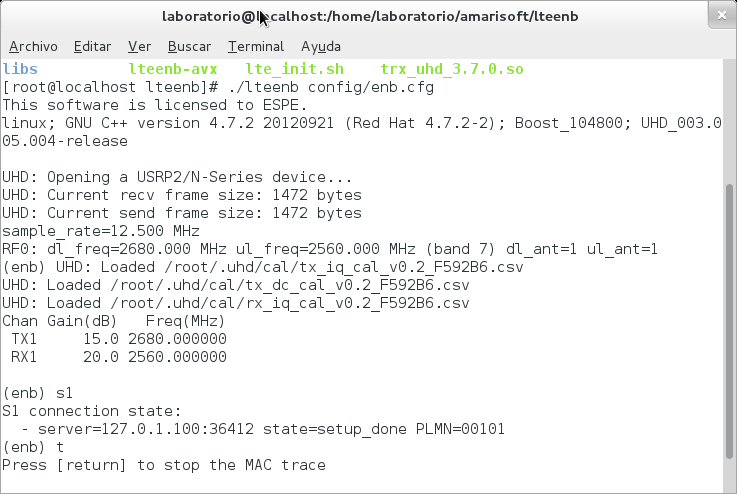 laboratorio@localhost:/home/laboratorio/amarisoft/lteenb
Archivo Editar Ver Buscar Terminal Ayuda
libs lteenb-avx lte_init.sh trx_uhd_3.7.0.so
[root@localhost lteenb]# ./lteenb config/enb.cfg
This software is licensed to ESPE.
linux; GNU C++ version 4.7.2 20120921 (Red Hat 4.7.2-2); Boost_104800; UHD_003.0
05.004-release
UHD: Opening a USRP2/N-Series device...
UHD: Current recv frame size: 1472 bytes
UHD: Current send frame size: 1472 bytes
sample_rate=12.500 MHz
RF0: dl_freq=2680.000 MHz ul_freq=2560.000 MHz (band 7) dl_ant=1 ul_ant=1
(enb) UHD: Loaded /root/.uhd/cal/tx_iq_cal_v0.2_F592B6.csv
UHD: Loaded /root/.uhd/cal/tx_dc_cal_v0.2_F592B6.csv
UHD: Loaded /root/.uhd/cal/rx_iq_cal_v0.2_F592B6.csv
Chan Gain(dB) Freq(MHz)
TX1 15.0 2680.000000
RX1 20.0 2560.000000
(enb) s1
S1 connection state:
- server=127.0.1.100:36412 state=setup_done PLMN=00101
(enb) t
Press [return] to stop the MAC trace